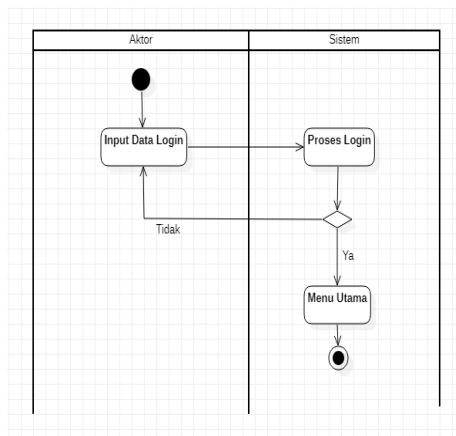 Aktor
Sistem
Input Data Login
Proses Login
Tidak
Ya
Menu Utama